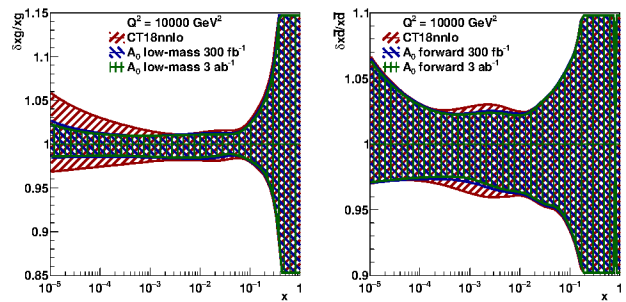 δxg/xg
Q² = 10000 GeV²
CT18nnlo
A₀ low-mass 300 fb⁻¹
A₀ low-mass 3 ab⁻¹
1.15
1.1
1.05
1
0.95
0.9
0.85
10⁻⁵ 10⁻⁴ 10⁻³ 10⁻² 10⁻¹ 1
x
δxd̅/xd̅
Q² = 10000 GeV²
CT18nnlo
A₀ forward 300 fb⁻¹
A₀ forward 3 ab⁻¹
1.1
1.05
1
0.95
0.9
10⁻⁵ 10⁻⁴ 10⁻³ 10⁻² 10⁻¹ 1
x